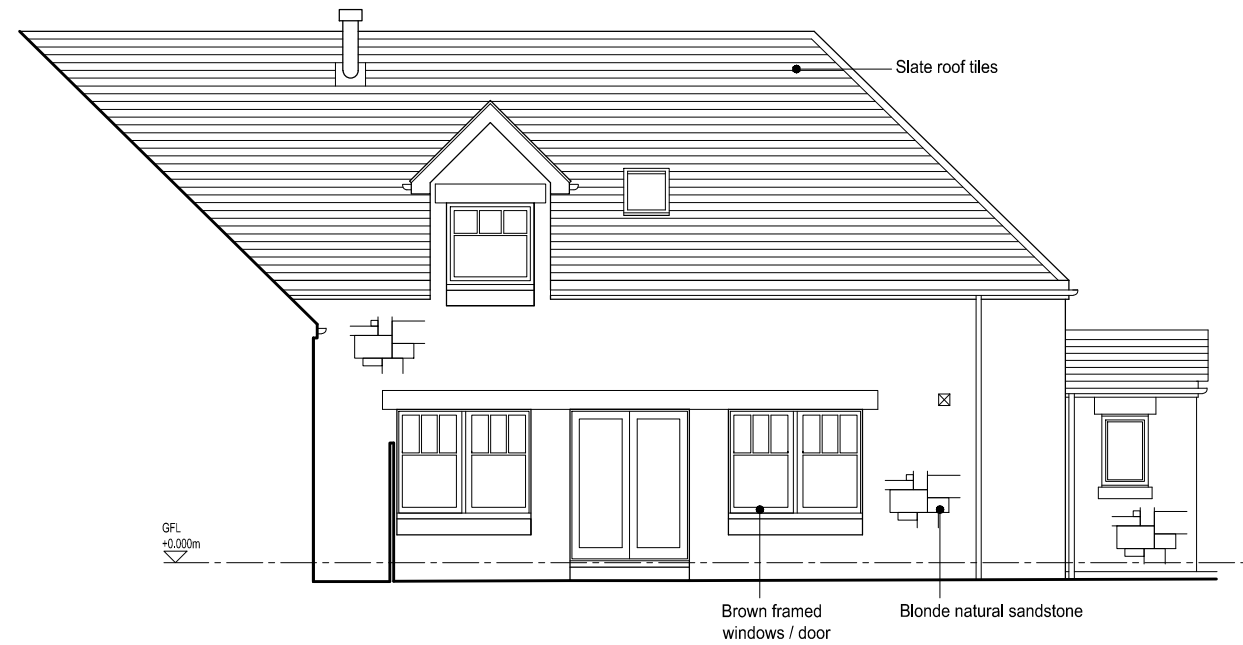 Slate roof tiles
GFL
+0.000m
Brown framed
windows / door
Blonde natural sandstone